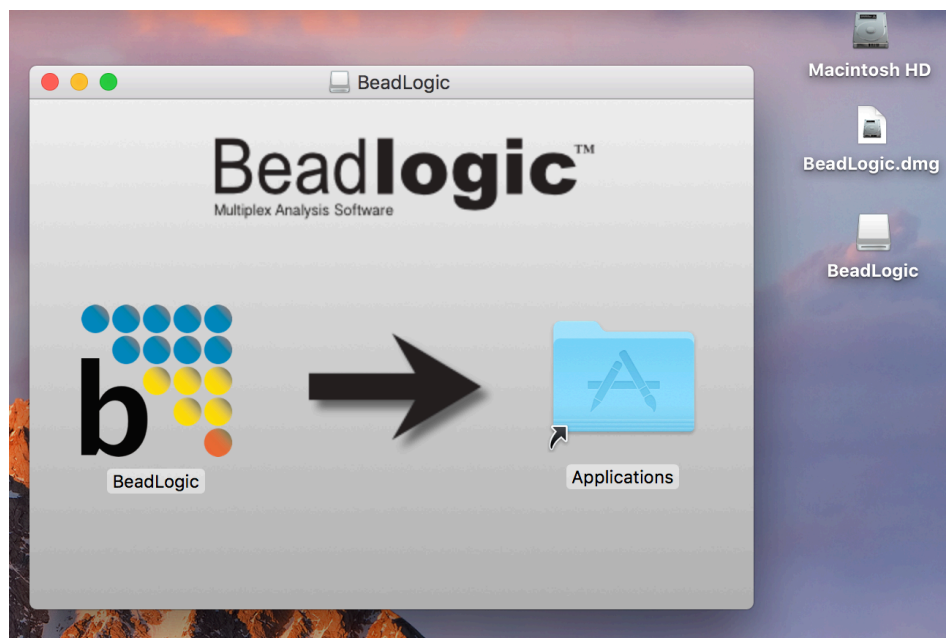 BeadLogic
Beadlogic™
Multiplex Analysis Software
b
BeadLogic
Applications
Macintosh HD
BeadLogic.dmg
BeadLogic